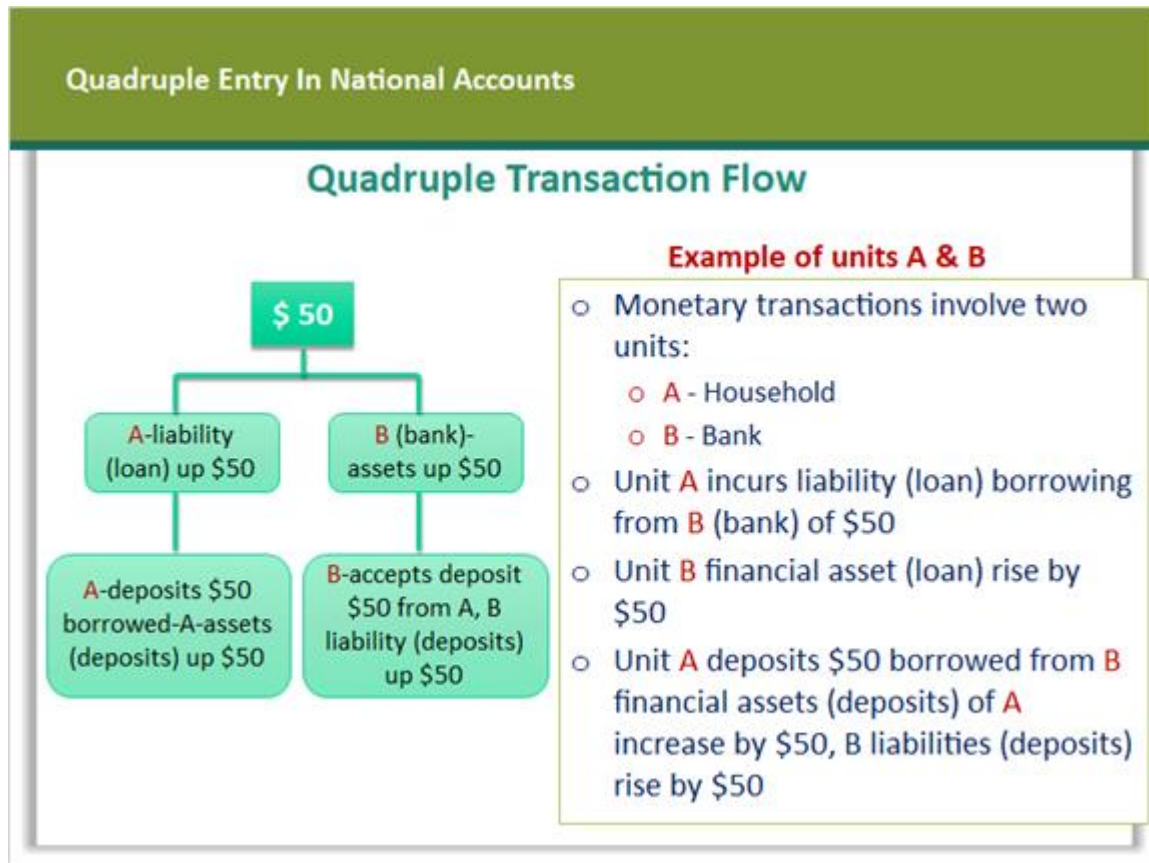 Quadruple Entry In National Accounts
Quadruple Transaction Flow
$ 50
A-liability
(loan) up $50
B (bank)-
assets up $50
A-deposits $50
borrowed-A-assets
(deposits) up $50
B-accepts deposit
$50 from A, B
liability (deposits)
up $50
Example of units A & B
o Monetary transactions involve two
units:
o A - Household
o B - Bank
o Unit A incurs liability (loan) borrowing
from B (bank) of $50
o Unit B financial asset (loan) rise by
$50
o Unit A deposits $50 borrowed from B
financial assets (deposits) of A
increase by $50, B liabilities (deposits)
rise by $50